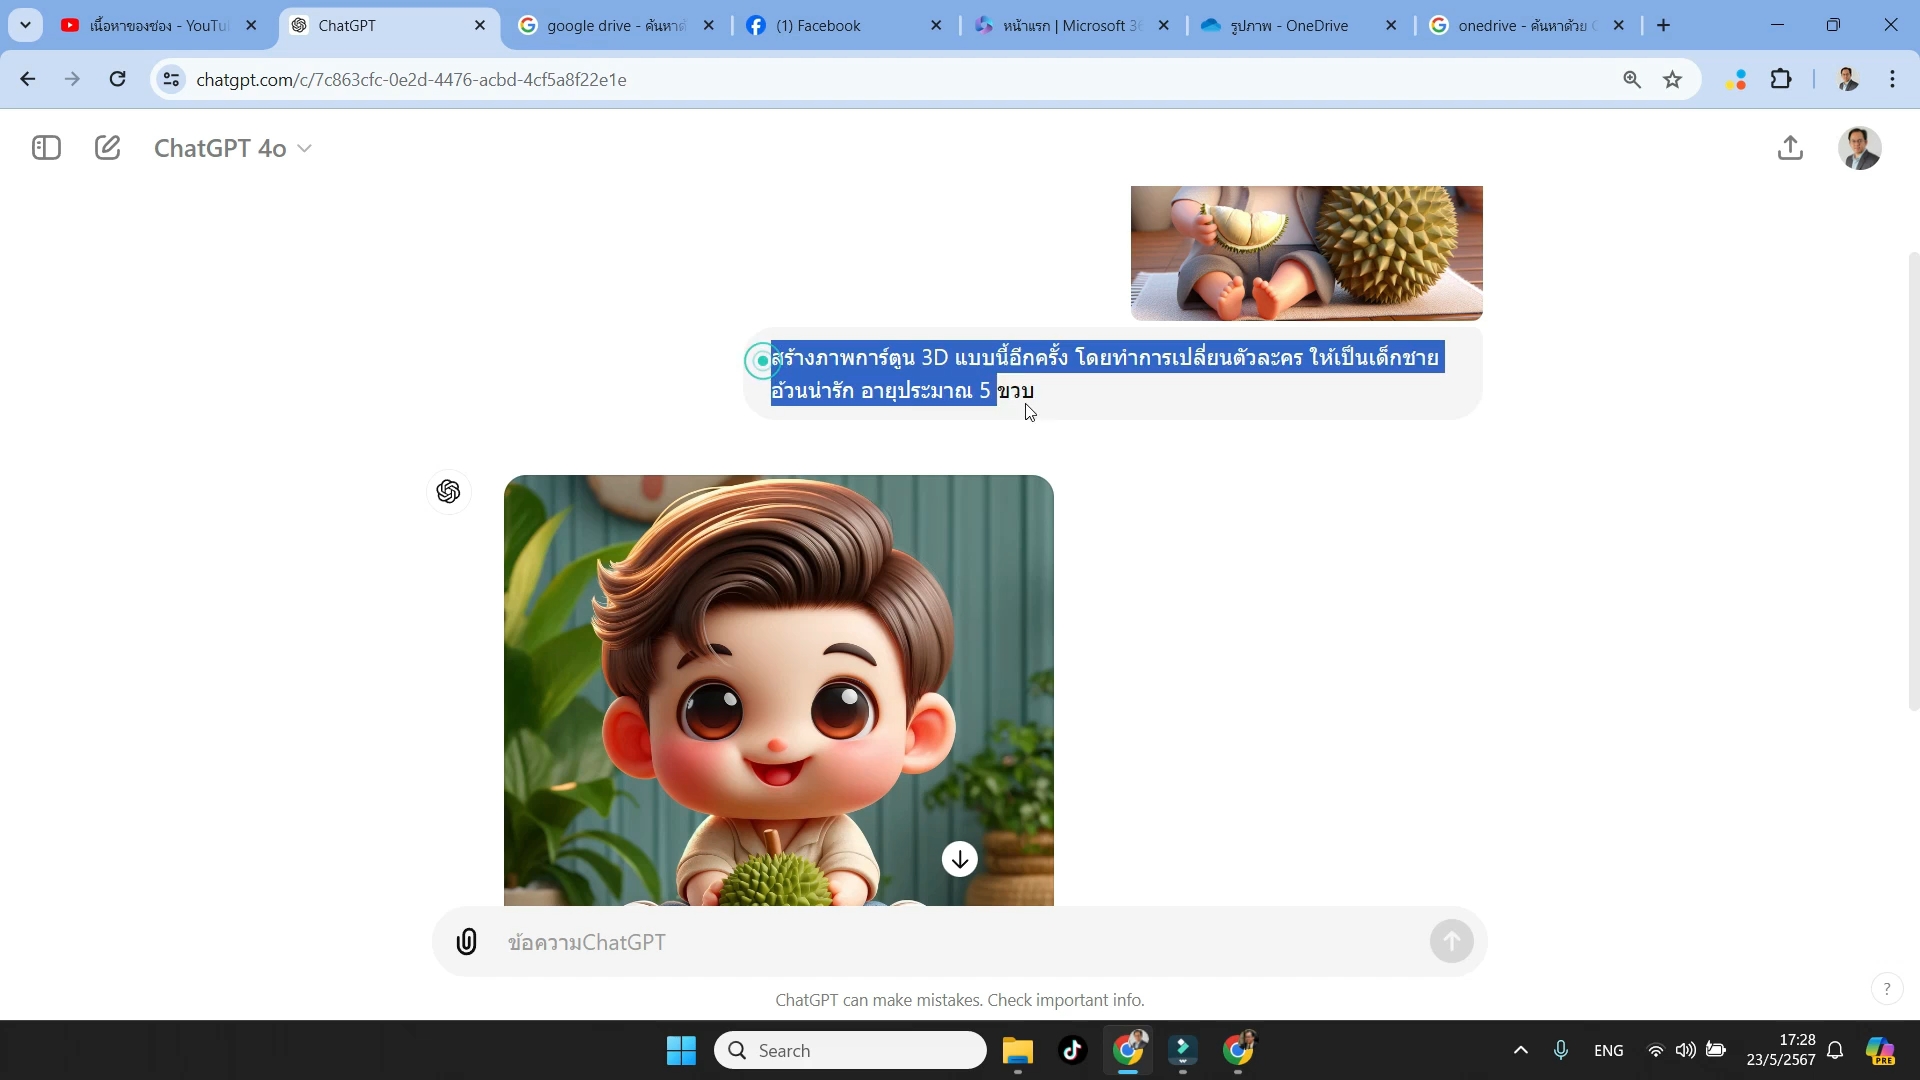 เนื้อหาของช่อง - YouTu
ChatGPT
google drive - ค้นหาด้
(1) Facebook
หน้าแรก | Microsoft 36
รูปภาพ - OneDrive
onedrive - ค้นหาด้วย G
chatgpt.com/c/7c863cfc-0e2d-4476-acbd-4cf5a8f22e1e
ChatGPT 4o
สร้างภาพการ์ตูน 3D แบบนี้อีกครั้ง โดยทำการเปลี่ยนตัวละคร ให้เป็นเด็กชาย
อ้วนน่ารัก อายุประมาณ 5 ขวบ
ข้อความChatGPT
ChatGPT can make mistakes. Check important info.
?
Search
ENG
17:28
23/5/2567
PRE